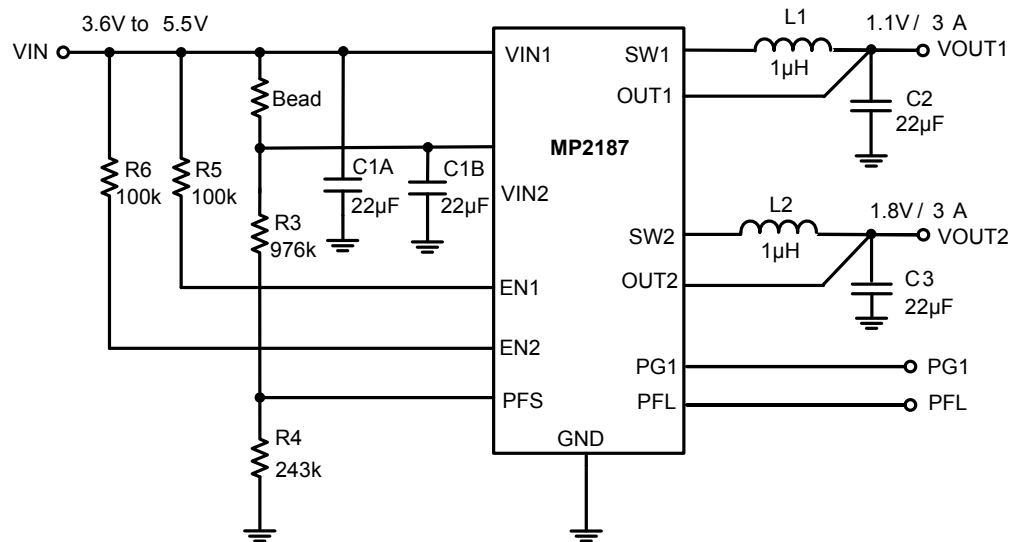 3.6V to 5.5V
VIN
VIN1
SW1
L1
1μH
1.1V / 3 A
VOUT1
OUT1
C2
22μF
Bead
MP2187
R6
100k
R5
100k
C1A
22μF
C1B
22μF
VIN2
R3
976k
SW2
L2
1μH
1.8V / 3 A
VOUT2
OUT2
C3
22μF
EN1
EN2
PG1
PG1
PFS
PFL
PFL
R4
243k
GND